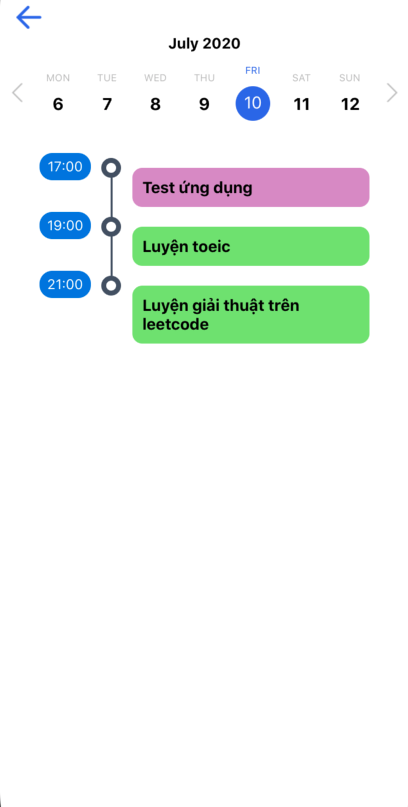 July 2020
MON TUE WED THU FRI SAT SUN
6 7 8 9 10 11 12
17:00
Test ứng dụng
19:00
Luyện toeic
21:00
Luyện giải thuật trên
leetcode